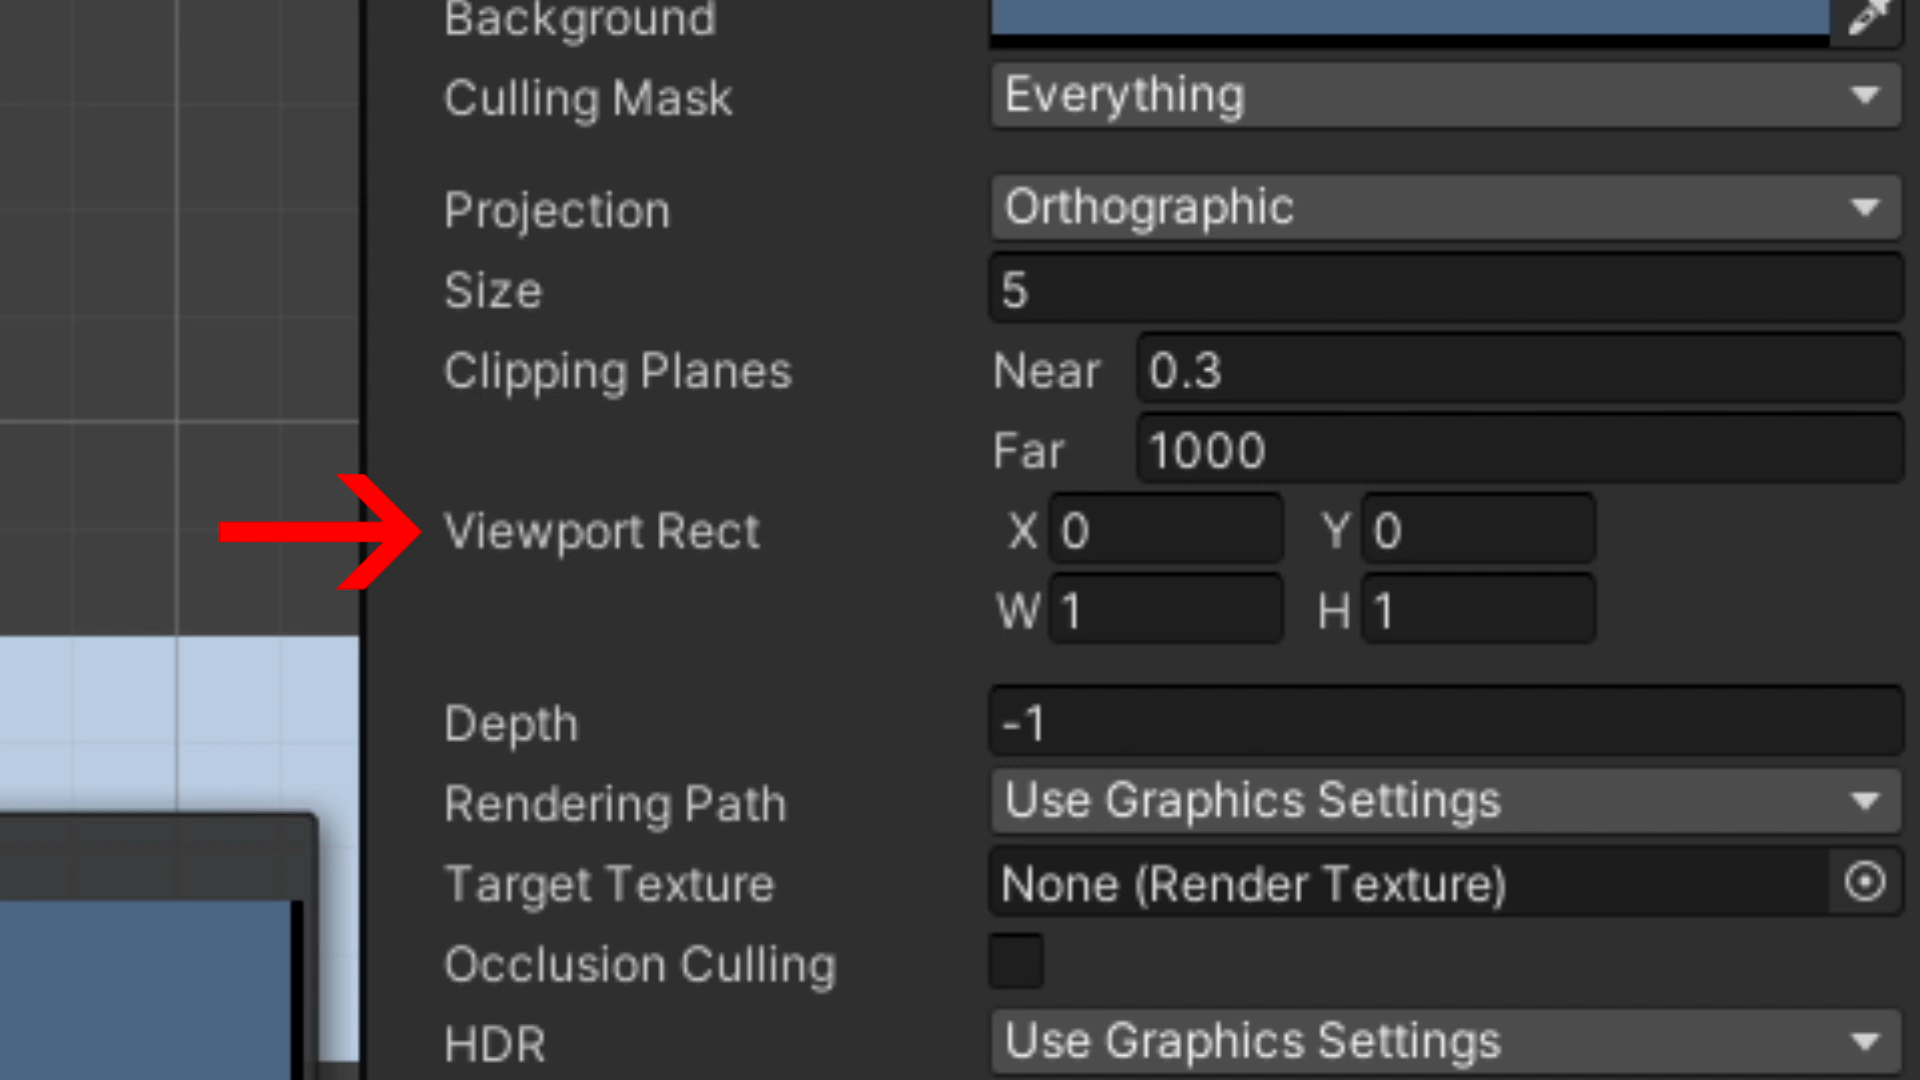 Background
Culling Mask Everything
Projection Orthographic
Size 5
Clipping Planes Near 0.3
Far 1000
Viewport Rect X 0 Y 0
W 1 H 1
Depth -1
Rendering Path Use Graphics Settings
Target Texture None (Render Texture)
Occlusion Culling
HDR Use Graphics Settings